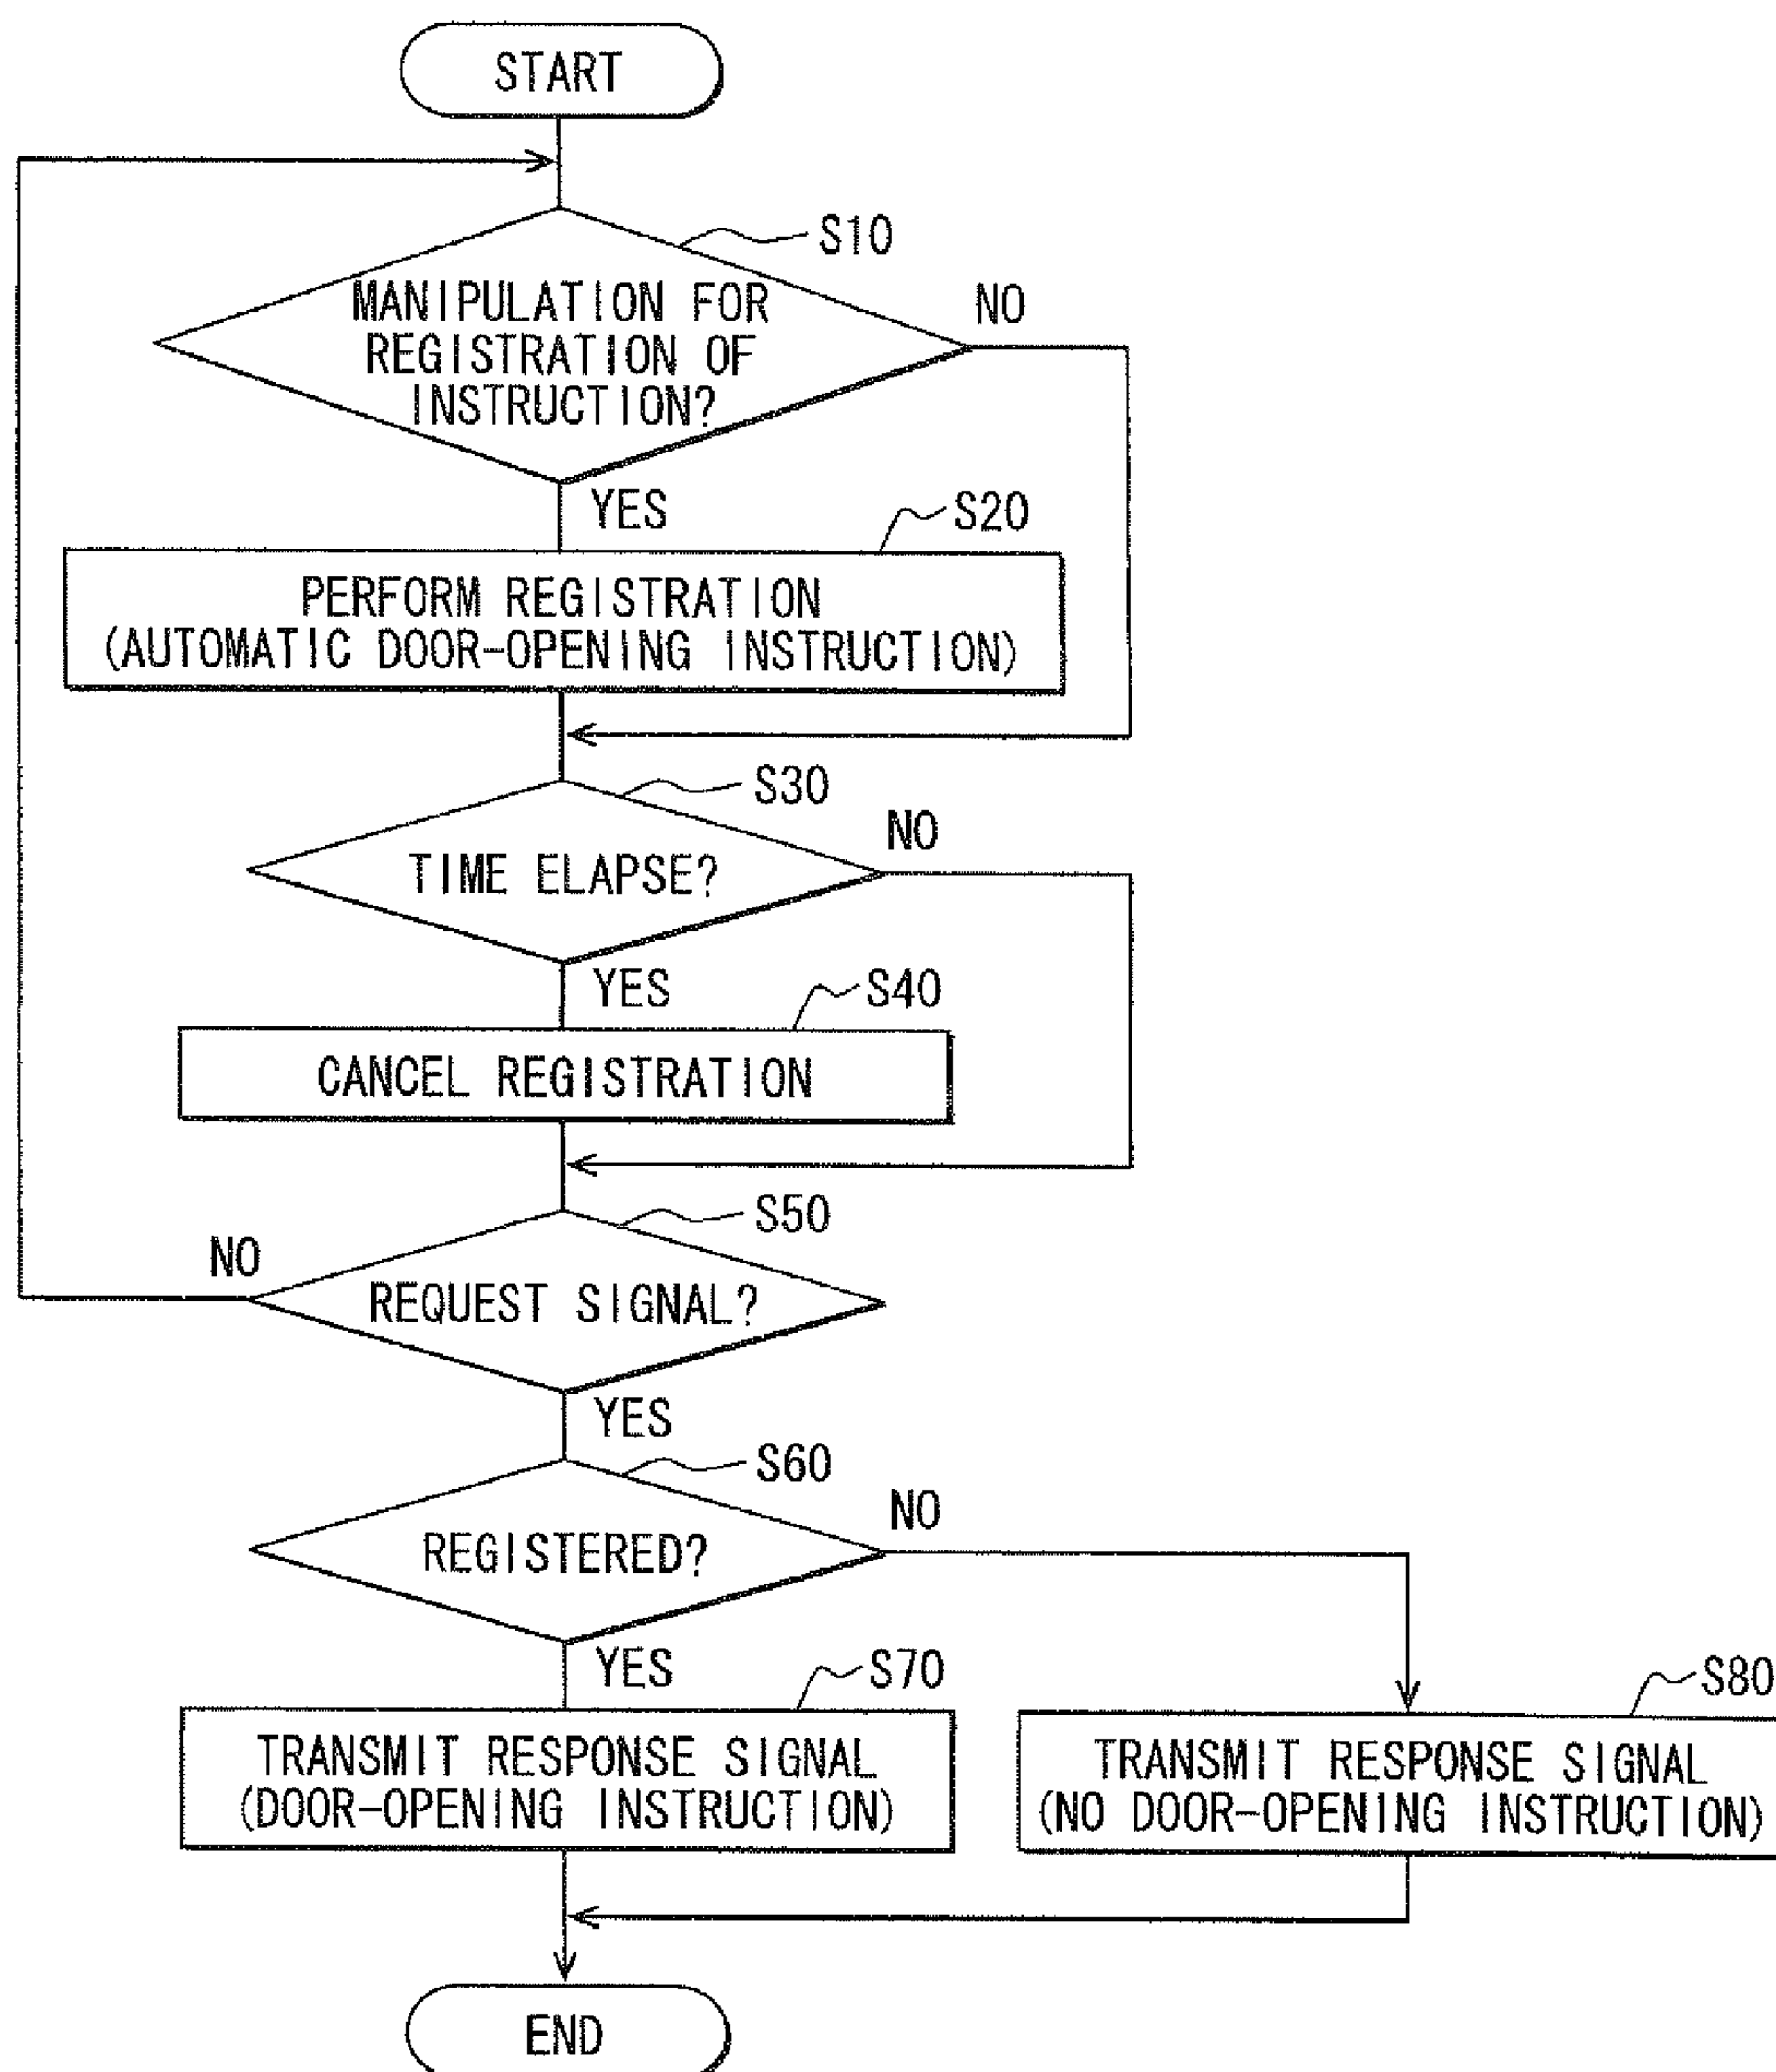 START
S10
MANIPULATION FOR
REGISTRATION OF
INSTRUCTION?
NO
YES
S20
PERFORM REGISTRATION
(AUTOMATIC DOOR-OPENING INSTRUCTION)
S30
NO
TIME ELAPSE?
YES
S40
CANCEL REGISTRATION
S50
NO
REQUEST SIGNAL?
YES
S60
NO
REGISTERED?
YES
S70
TRANSMIT RESPONSE SIGNAL
(DOOR-OPENING INSTRUCTION)
S80
TRANSMIT RESPONSE SIGNAL
(NO DOOR-OPENING INSTRUCTION)
END